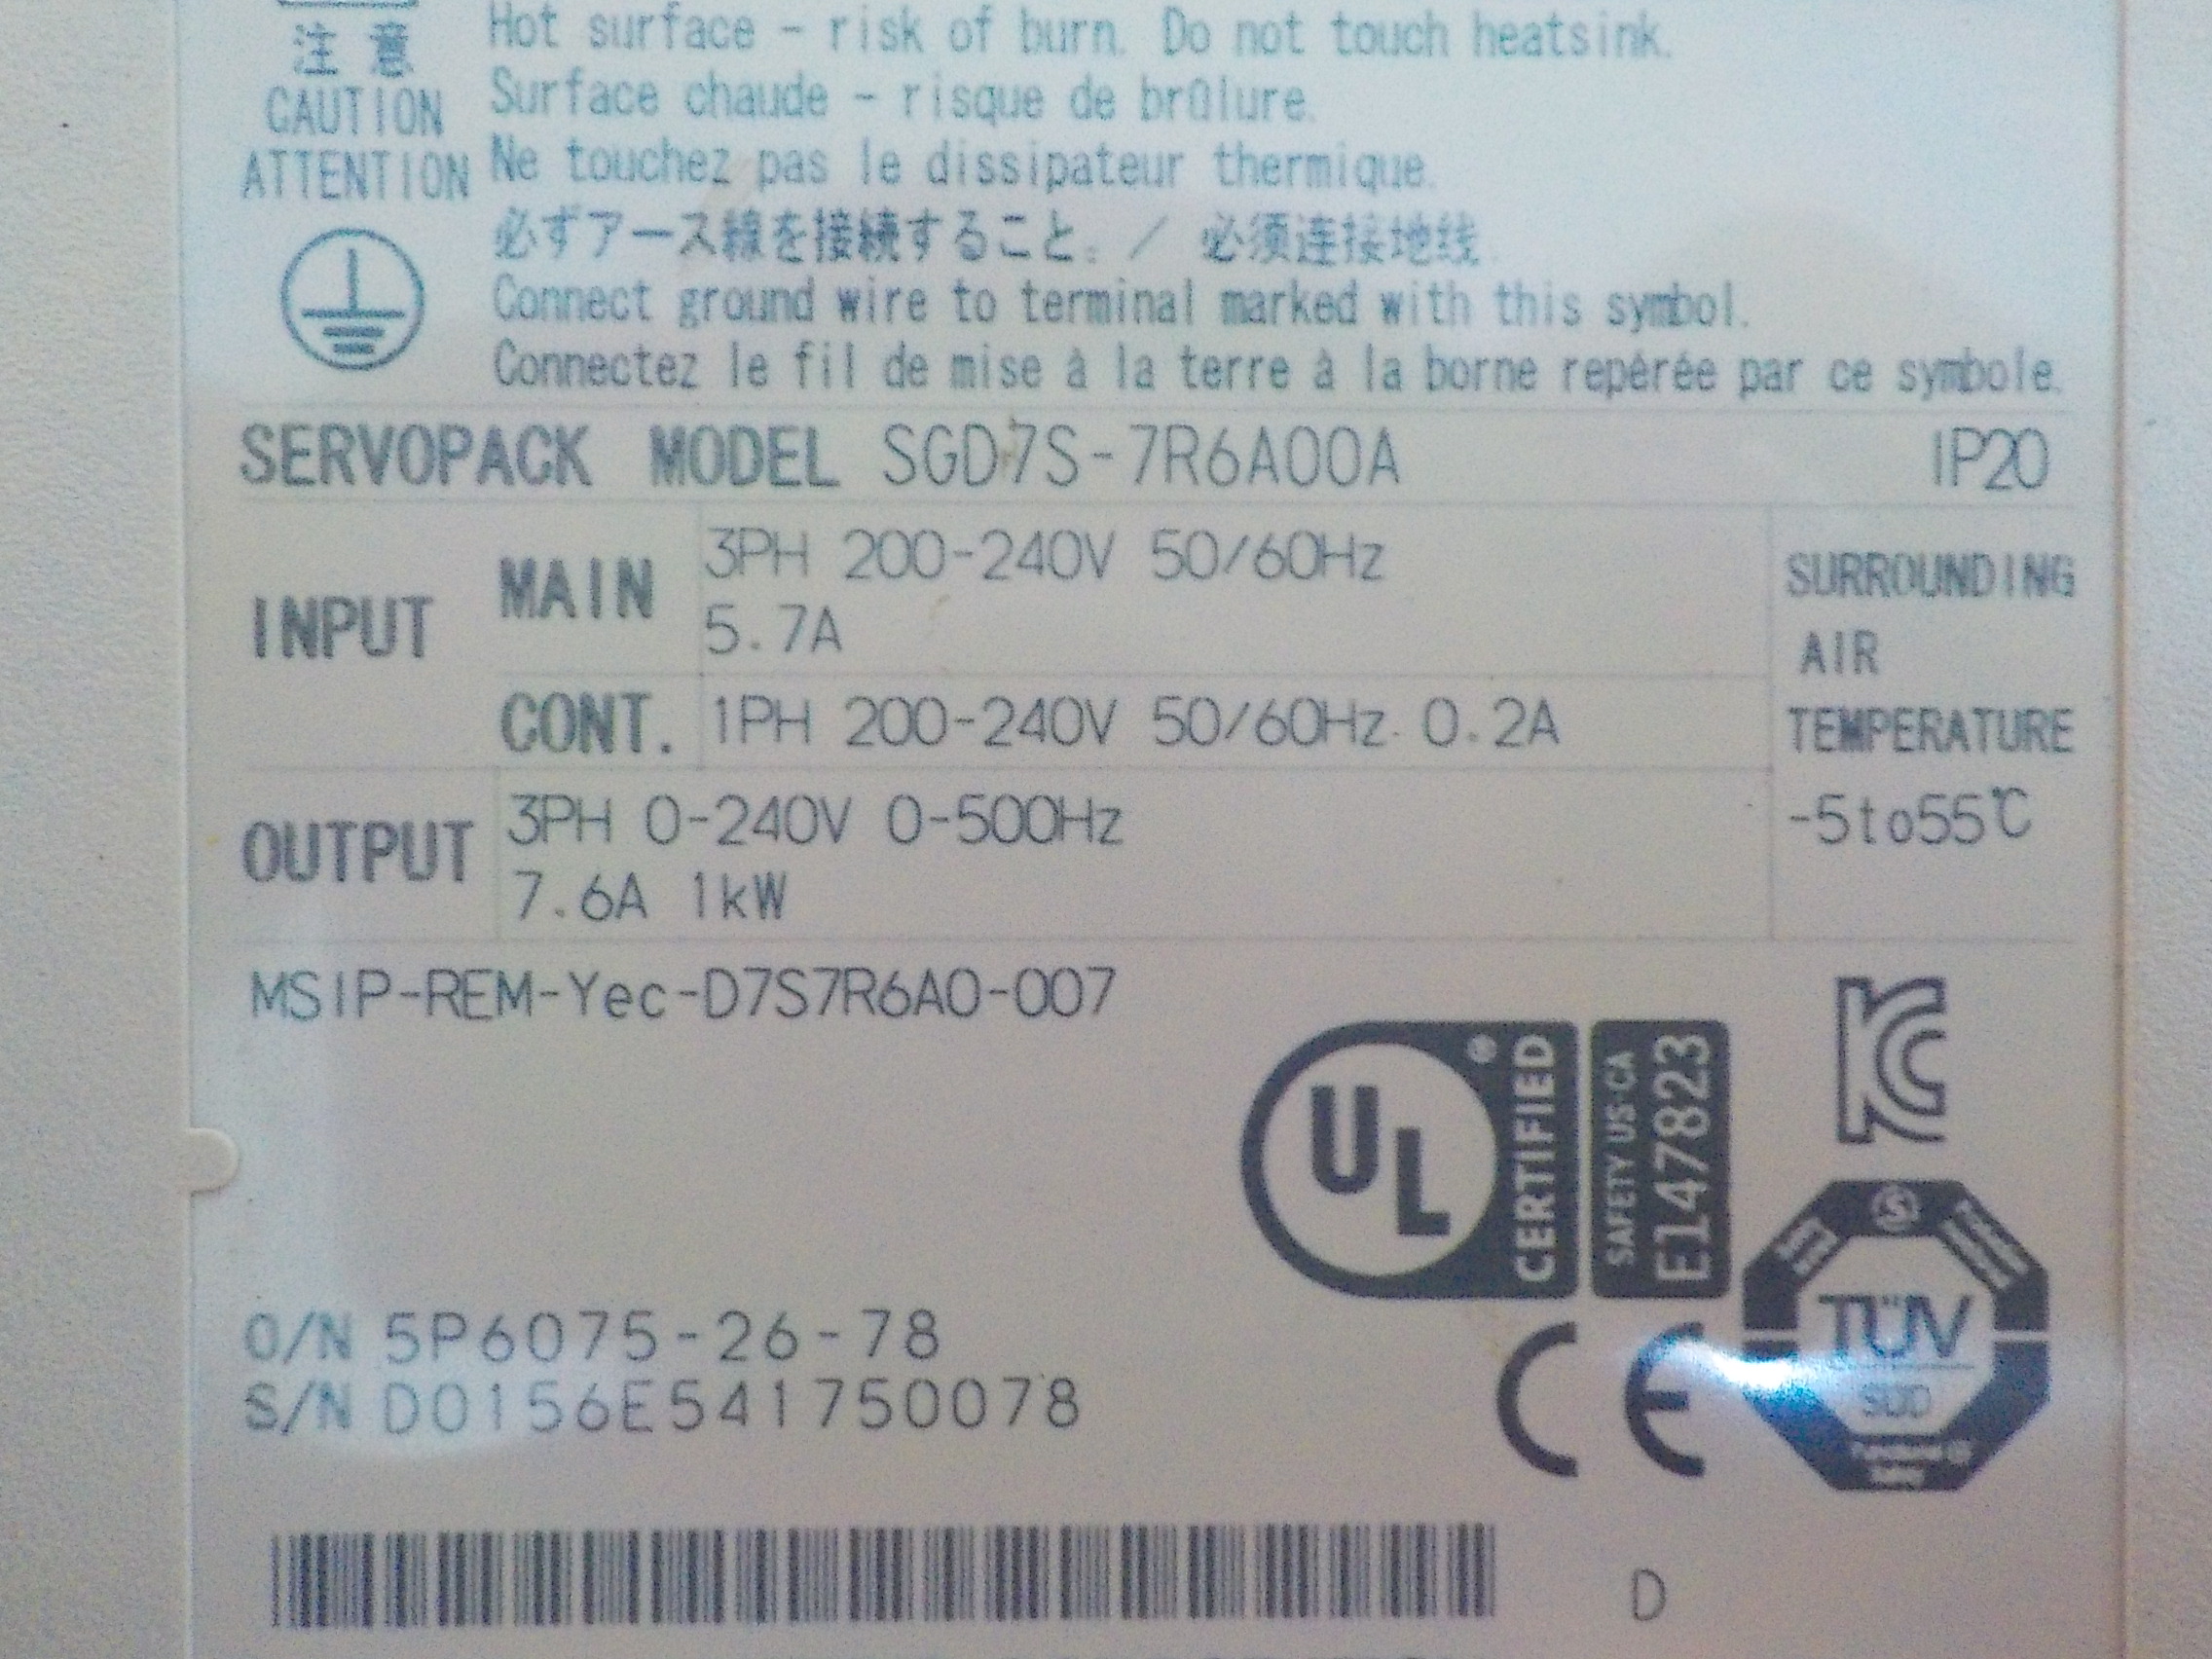 注意
CAUTION
ATTENTION
Hot surface - risk of burn. Do not touch heatsink.
Surface chaude - risque de brûlure.
Ne touchez pas le dissipateur thermique.
必ずアース線を接続すること。/ 必须连接地线.
Connect ground wire to terminal marked with this symbol.
Connectez le fil de mise à la terre à la borne repérée par ce symbole.
SERVOPACK MODEL SGD7S-7R6A00A IP20
INPUT
MAIN
3PH 200-240V 50/60Hz
5.7A
CONT. 1PH 200-240V 50/60Hz 0.2A
OUTPUT
3PH 0-240V 0-500Hz
7.6A 1kW
SURROUNDING
AIR
TEMPERATURE
-5to55℃
MSIP-REM-Yec-D7S7R6A0-007
UL
®
CERTIFIED
SAFETY US-CA
E147823
TÜV
SÜD
CE
O/N 5P6075-26-78
S/N D0156E541750078
D